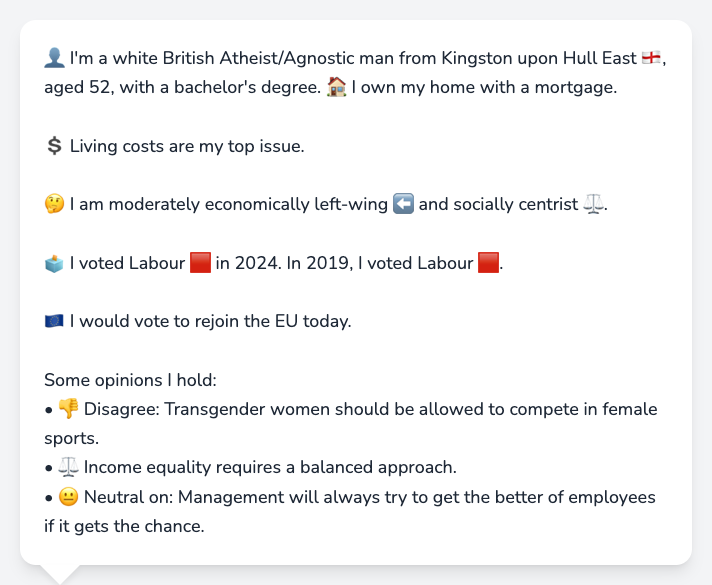 👤 I'm a white British Atheist/Agnostic man from Kingston upon Hull East 🏴󠁧󠁢󠁥󠁮󠁧󠁿,
aged 52, with a bachelor's degree. 🏠 I own my home with a mortgage.
💲 Living costs are my top issue.
🤔 I am moderately economically left-wing ⬅️ and socially centrist ⚖️.
🗳️ I voted Labour 🟥 in 2024. In 2019, I voted Labour 🟥.
🇪🇺 I would vote to rejoin the EU today.
Some opinions I hold:
• 👎 Disagree: Transgender women should be allowed to compete in female
sports.
• ⚖️ Income equality requires a balanced approach.
• 😐 Neutral on: Management will always try to get the better of employees
if it gets the chance.